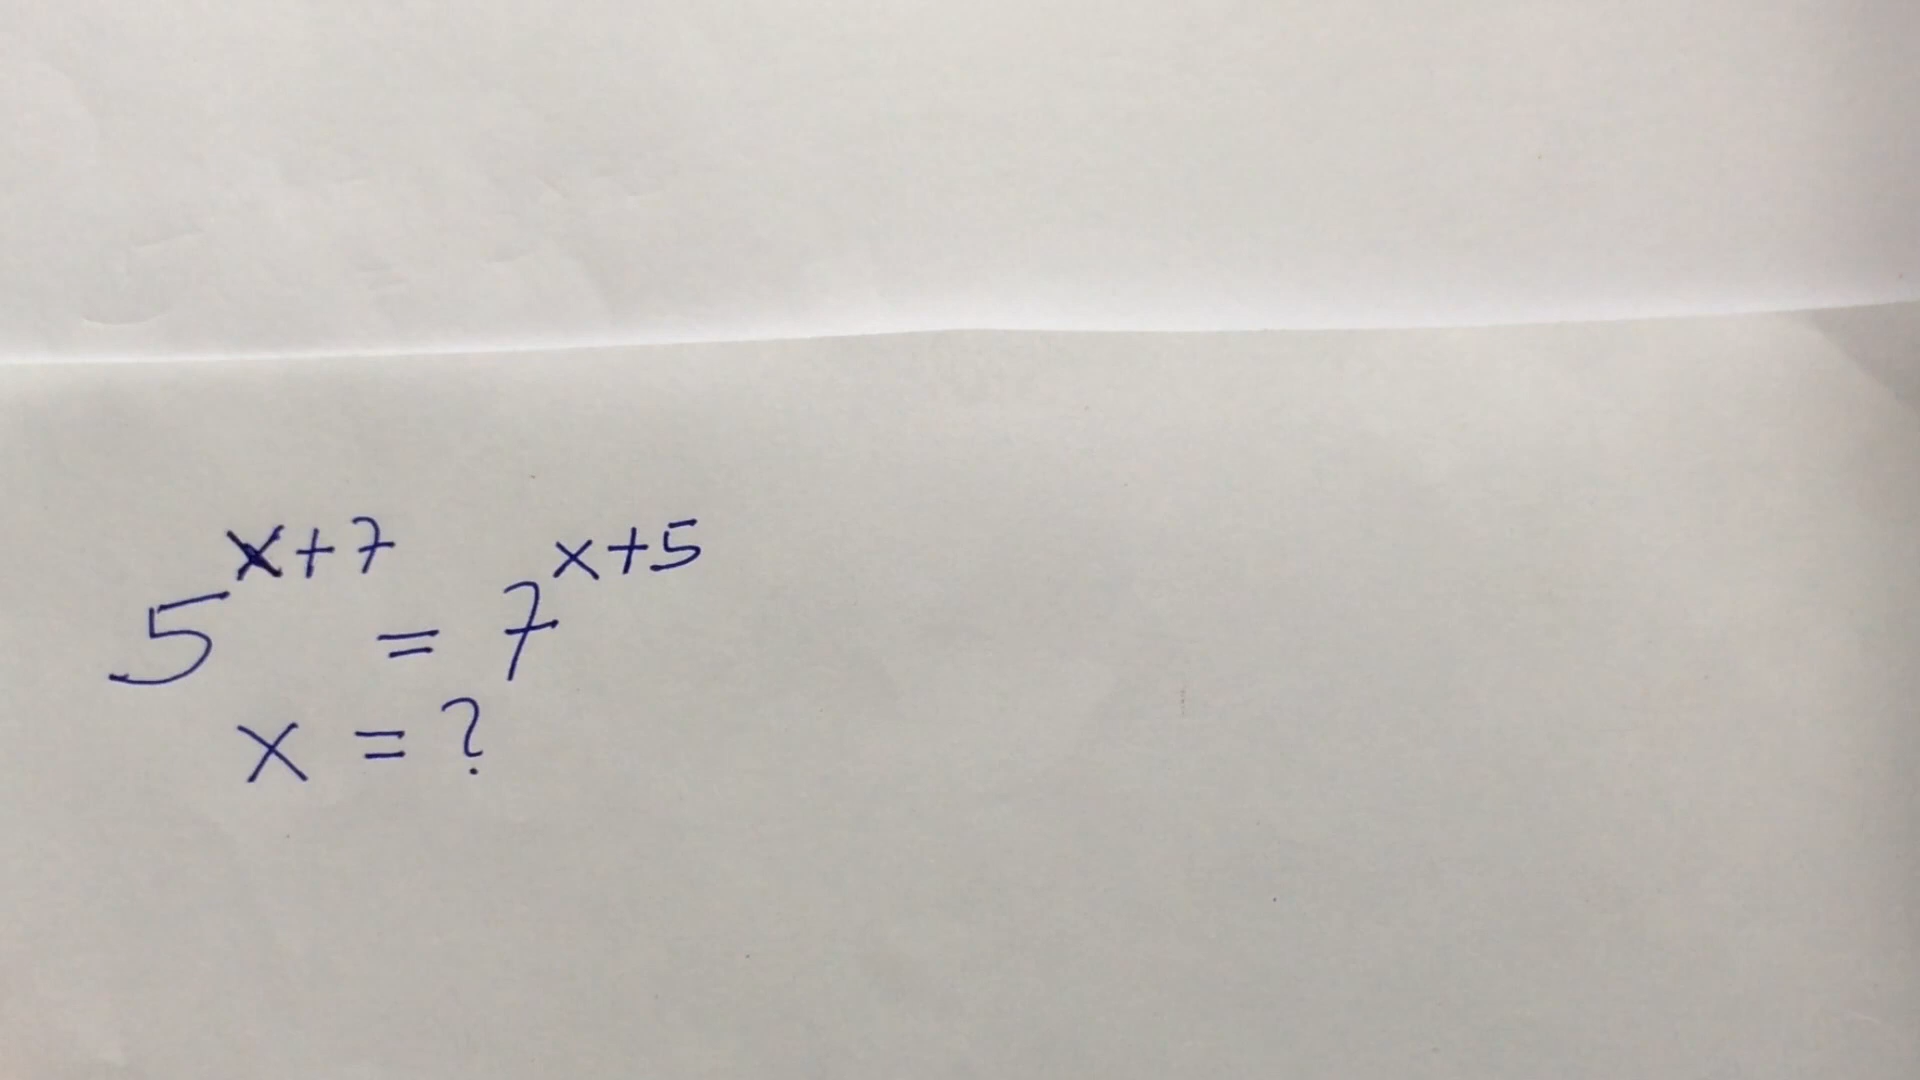 5^{x+7} = 7^{x+5}
x = ?